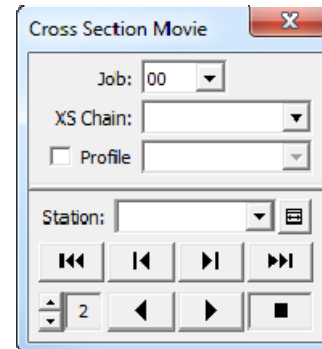 Cross Section Movie
Job: 00
XS Chain:
Profile
Station:
2